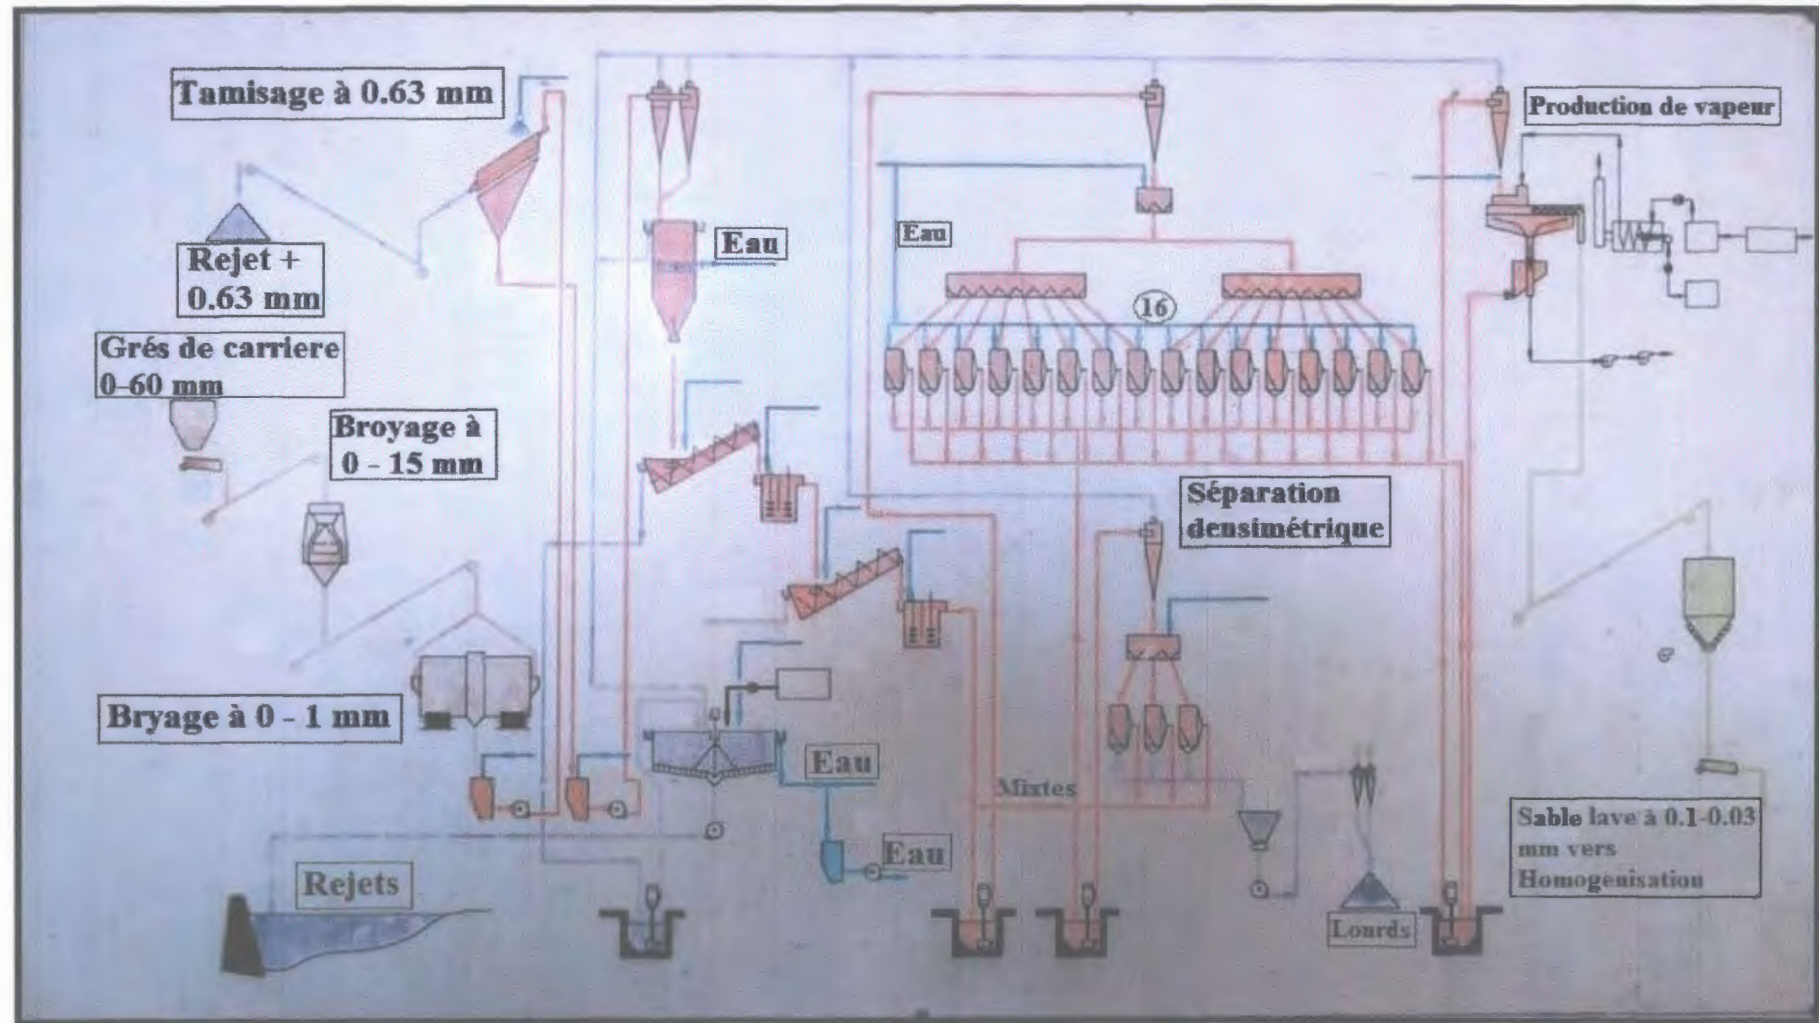 Tamisage à 0.63 mm
Production de vapeur
Rejet +
0.63 mm
Eau
Eau
16
Grés de carriere
0-60 mm
Broyage à
0 - 15 mm
Séparation
densimétrique
Bryage à 0 - 1 mm
Eau
Mixtes
Eau
Sable lave à 0.1-0.03
mm vers
Homogenisation
Rejets
Lourds